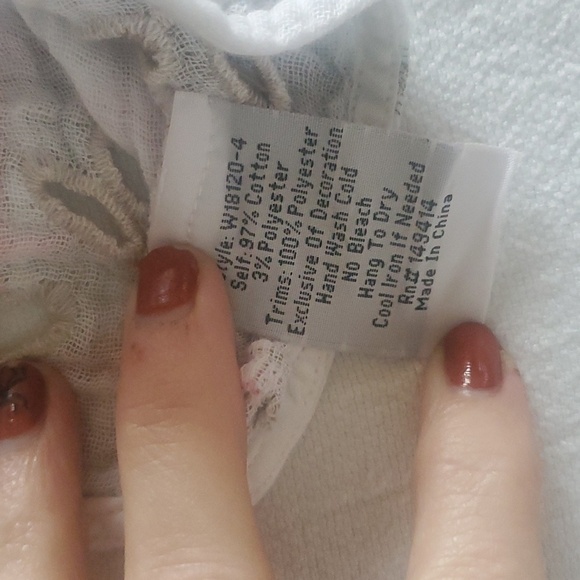 Style: W18120-4
Self: 97% Cotton
3% Polyester
Trims: 100% Polyester
Exclusive Of Decoration
Hand Wash Cold
No Bleach
Hang To Dry
Cool Iron If Needed
Rn# 149414
Made In China